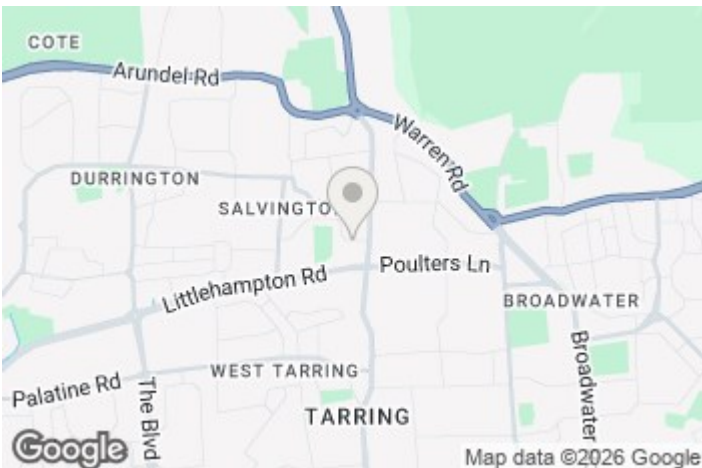 COTE
Arundel Rd
Warren Rd
DURRINGTON
SALVINGTO
Poulters Ln
Littlehampton Rd
BROADWATER
WEST TARRING
Palatine Rd
The Blvd
Broadwater
TARRING
Google
Map data ©2026 Google